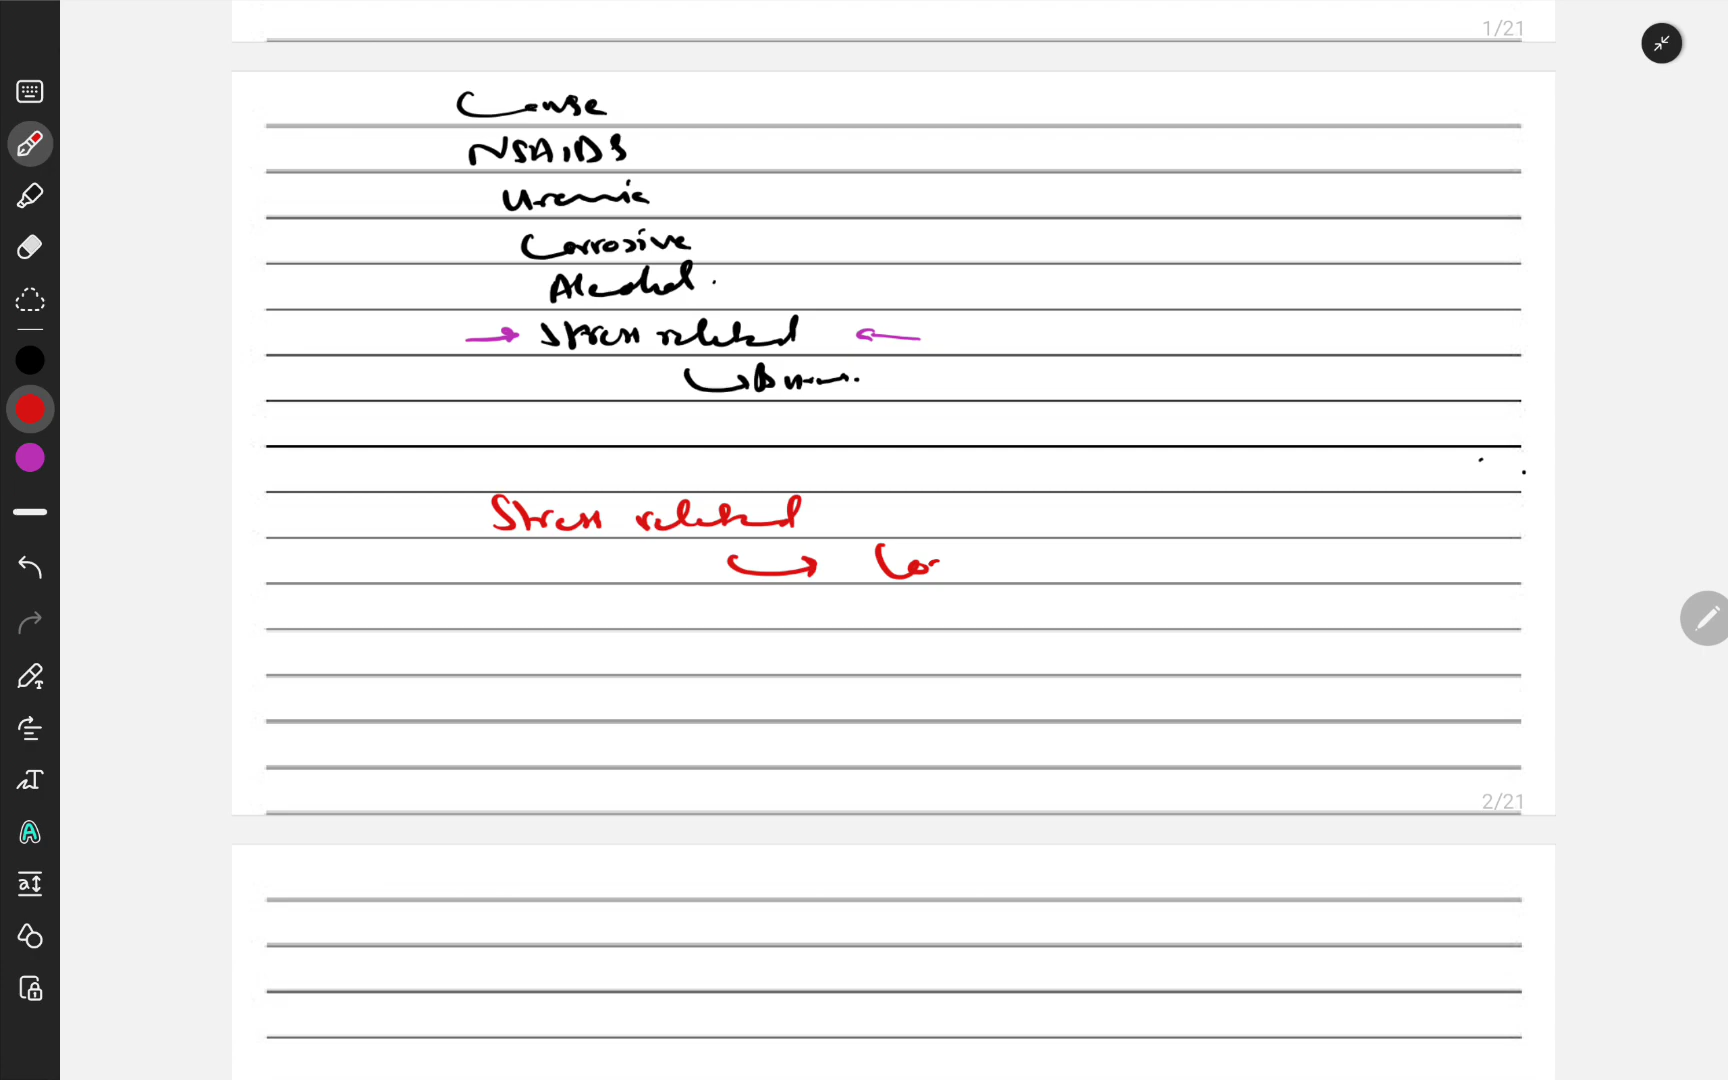 1/21
Cause
NSAIDS
Uremic
Corrosive
Alcohol.
→ Stress related ←
Stress related
2/21